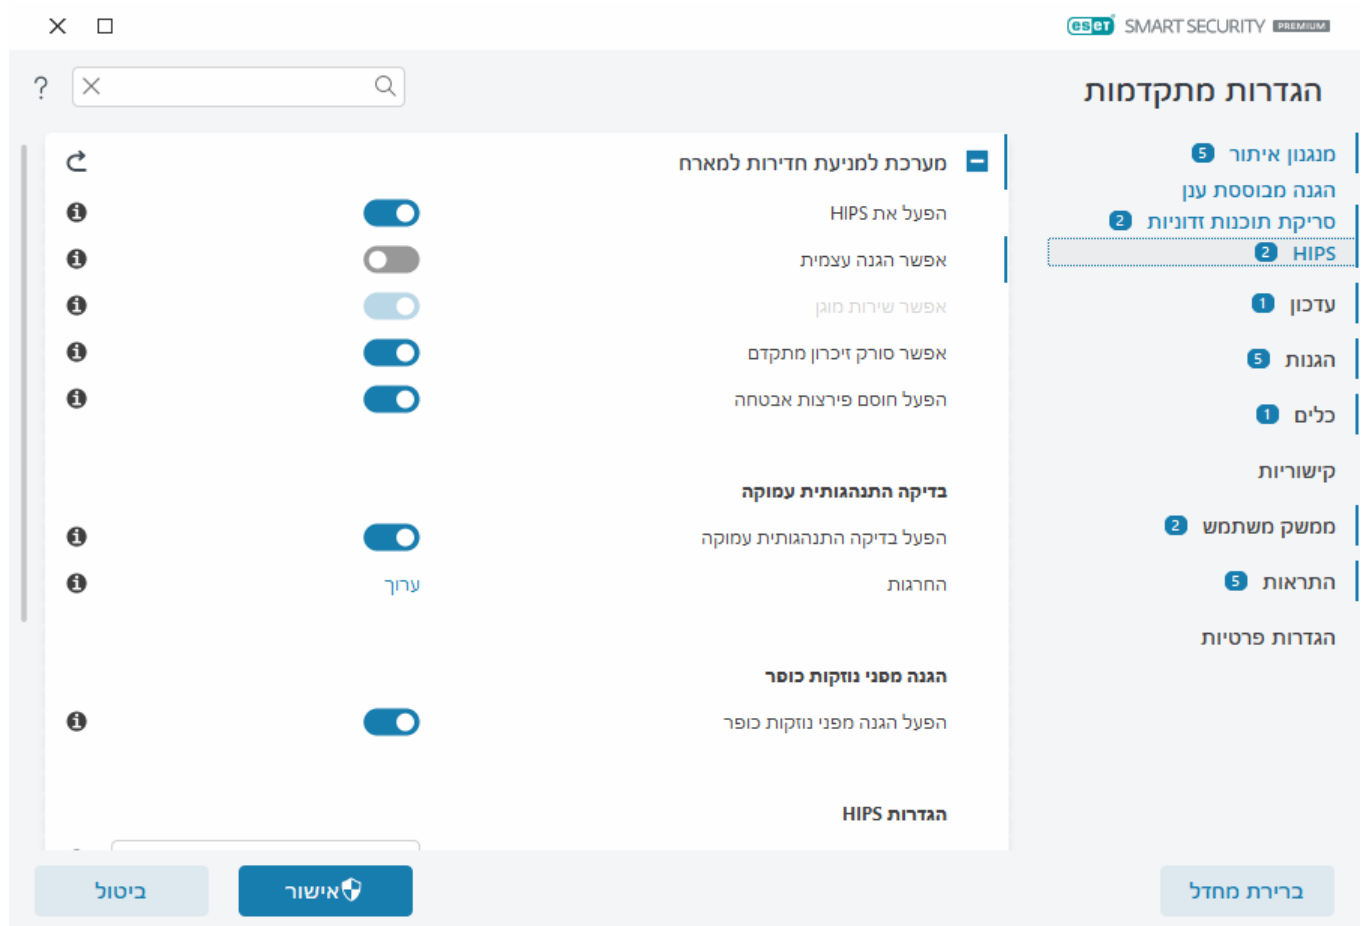 eset SMART SECURITY PREMIUM
הגדרות מתקדמות
?
מנגנון איתור 5
הגנה מבוססת ענן
סריקת תוכנות זדוניות 2
HIPS 2
עדכון 1
הגנות 5
כלים 1
קישוריות
ממשק משתמש 2
התראות 5
הגדרות פרטיות
מערכת למניעת חדירות למארח
הפעל את HIPS
אפשר הגנה עצמית
אפשר שירות מוגן
אפשר סורק זיכרון מתקדם
הפעל חוסם פירצות אבטחה
בדיקה התנהגותית עמוקה
הפעל בדיקה התנהגותית עמוקה
החרגות ערוך
הגנה מפני נוזקות כופר
הפעל הגנה מפני נוזקות כופר
הגדרות HIPS
ברירת מחדל
אישור
ביטול